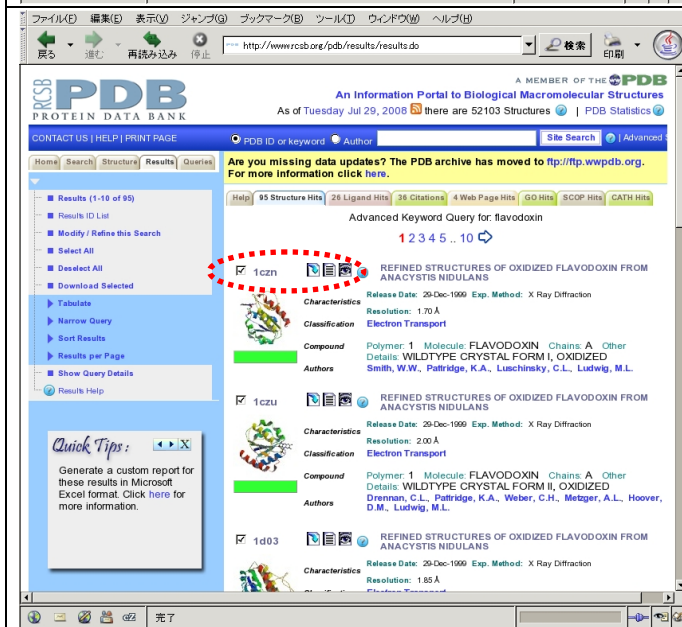 ファイル(F) 編集(E) 表示(V) ジャンプ(G) ブックマーク(B) ツール(T) ウィンドウ(W) ヘルプ(H)
戻る 進む 再読み込み 停止 http://www.rcsb.org/pdb/results/results.do 検索 印刷
RCSB PDB
PROTEIN DATA BANK
A MEMBER OF THE PDB
An Information Portal to Biological Macromolecular Structures
As of Tuesday Jul 29, 2008 there are 52103 Structures | PDB Statistics
CONTACT US | HELP | PRINT PAGE PDB ID or keyword Author Site Search | Advanced
Home Search Structure Results Queries
Are you missing data updates? The PDB archive has moved to ftp://ftp.wwpdb.org.
For more information click here.
Results (1-10 of 95)
Results ID List
Modify / Refine this Search
Select All
Deselect All
Download Selected
Tabulate
Narrow Query
Sort Results
Results per Page
Show Query Details
Results Help
Quick Tips: X
Generate a custom report for
these results in Microsoft
Excel format. Click here for
more information.
Help 95 Structure Hits 26 Ligand Hits 36 Citations 4 Web Page Hits GO Hits SCOP Hits CATH Hits
Advanced Keyword Query for: flavodoxin
1 2 3 4 5 .. 10
1czn REFINED STRUCTURES OF OXIDIZED FLAVODOXIN FROM
ANACYSTIS NIDULANS
Characteristics Release Date: 29-Dec-1999 Exp. Method: X Ray Diffraction
Resolution: 1.70 Å
Classification Electron Transport
Compound Polymer: 1 Molecule: FLAVODOXIN Chains: A Other
Details: WILDTYPE CRYSTAL FORM I, OXIDIZED
Authors Smith, W.W., Pattridge, K.A., Luschinsky, C.L., Ludwig, M.L.
1czu REFINED STRUCTURES OF OXIDIZED FLAVODOXIN FROM
ANACYSTIS NIDULANS
Characteristics Release Date: 29-Dec-1999 Exp. Method: X Ray Diffraction
Resolution: 2.00 Å
Classification Electron Transport
Compound Polymer: 1 Molecule: FLAVODOXIN Chains: A Other
Details: WILDTYPE CRYSTAL FORM II, OXIDIZED
Authors Drennan, C.L., Pattridge, K.A., Weber, C.H., Metzger, A.L., Hoover,
D.M., Ludwig, M.L.
1d03 REFINED STRUCTURES OF OXIDIZED FLAVODOXIN FROM
ANACYSTIS NIDULANS
Characteristics Release Date: 29-Dec-1999 Exp. Method: X Ray Diffraction
Resolution: 1.85 Å
Classification Electron Transport
完了